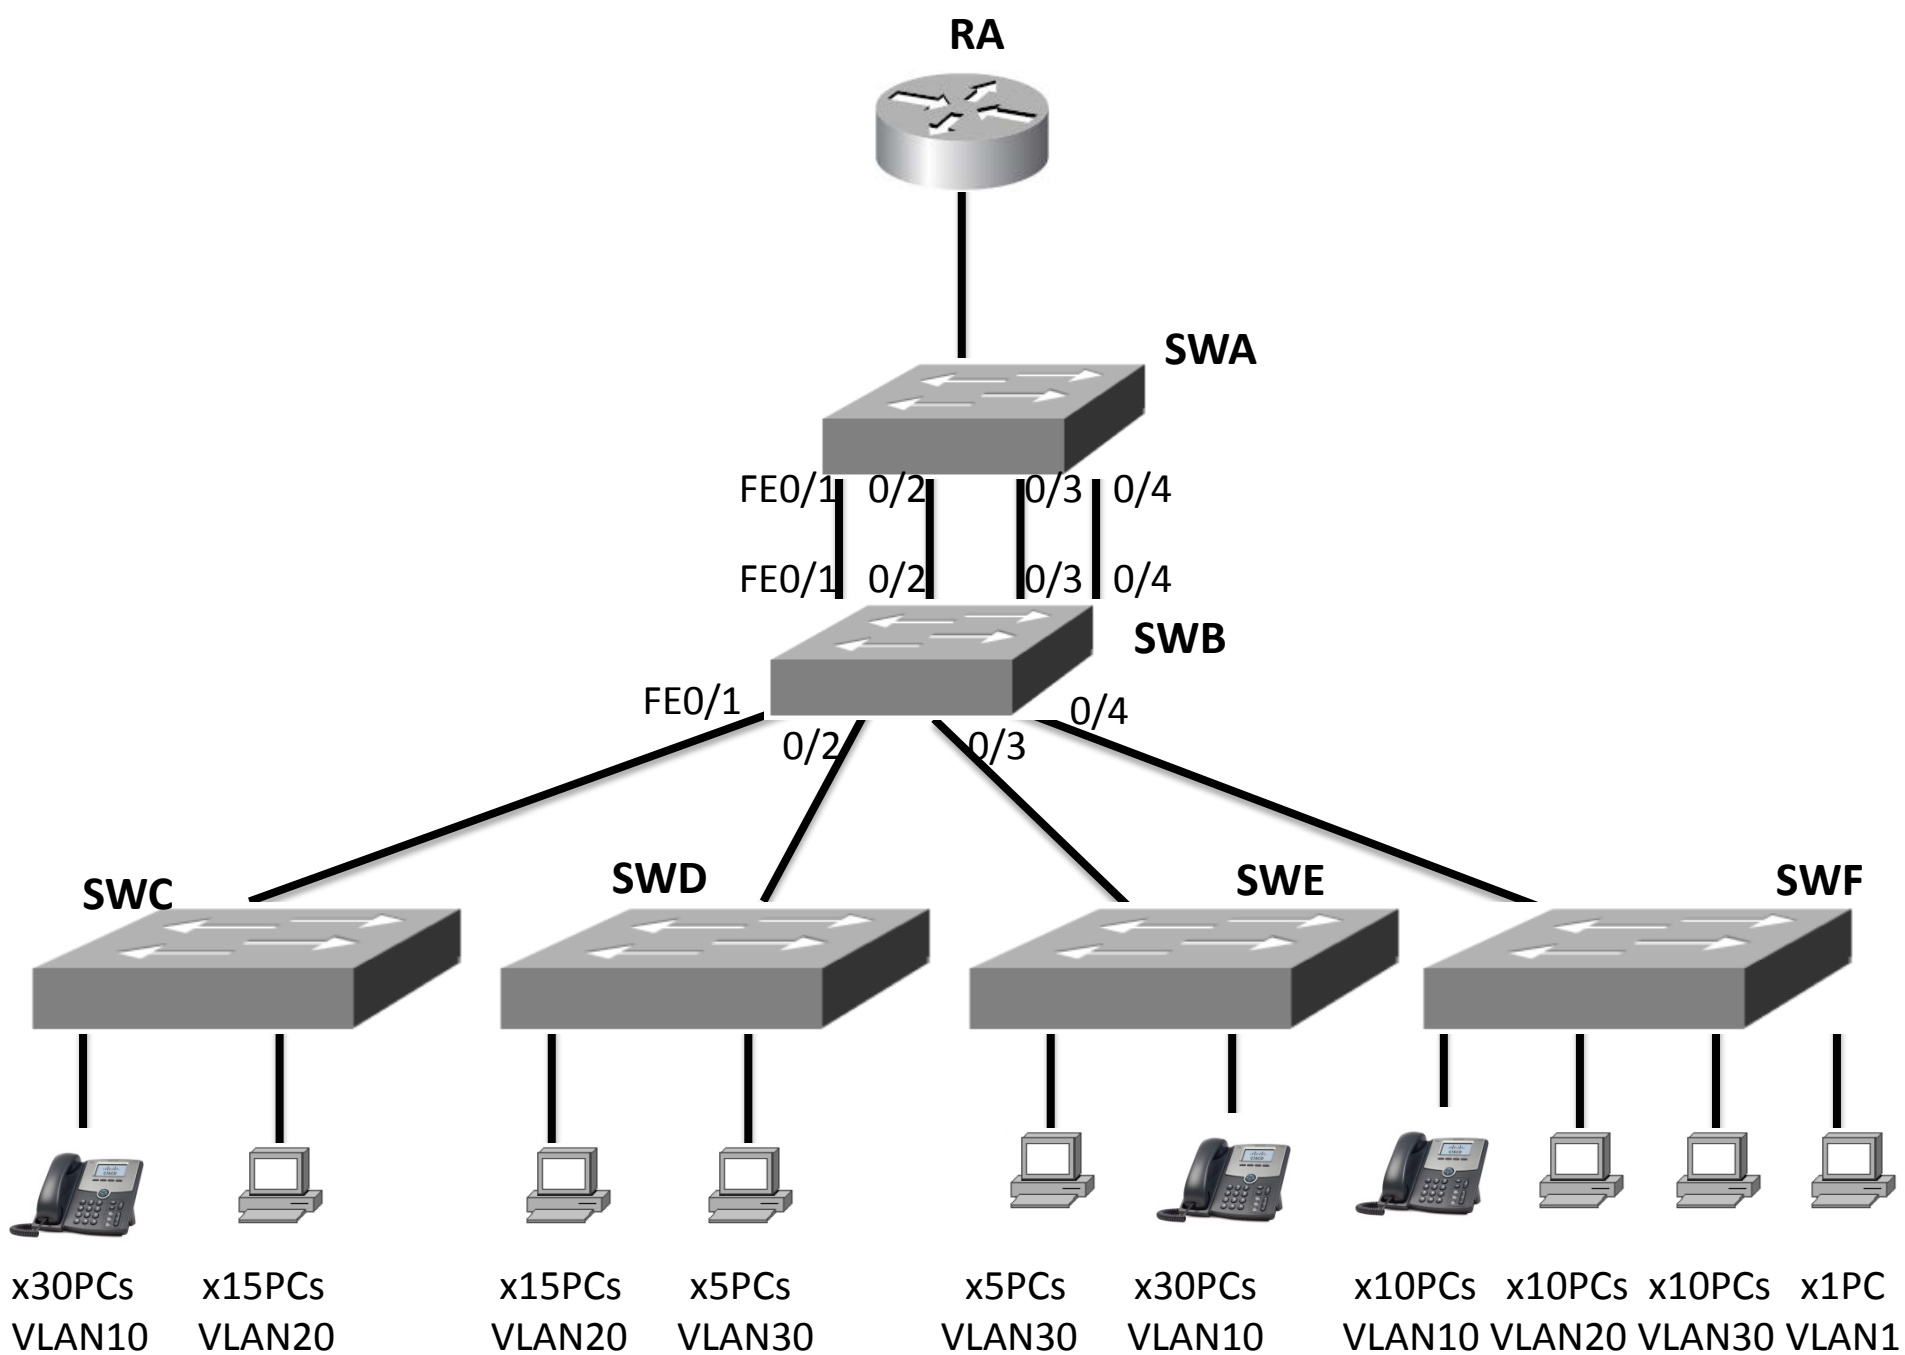 RA
SWA
FE0/1 0/2 0/3 0/4
FE0/1 0/2 0/3 0/4
SWB
FE0/1 0/2 0/3 0/4
SWC SWD SWE SWF
x30PCs x15PCs x15PCs x5PCs x5PCs x30PCs x10PCs x10PCs x10PCs x1PC
VLAN10 VLAN20 VLAN20 VLAN30 VLAN30 VLAN10 VLAN10 VLAN20 VLAN30 VLAN1